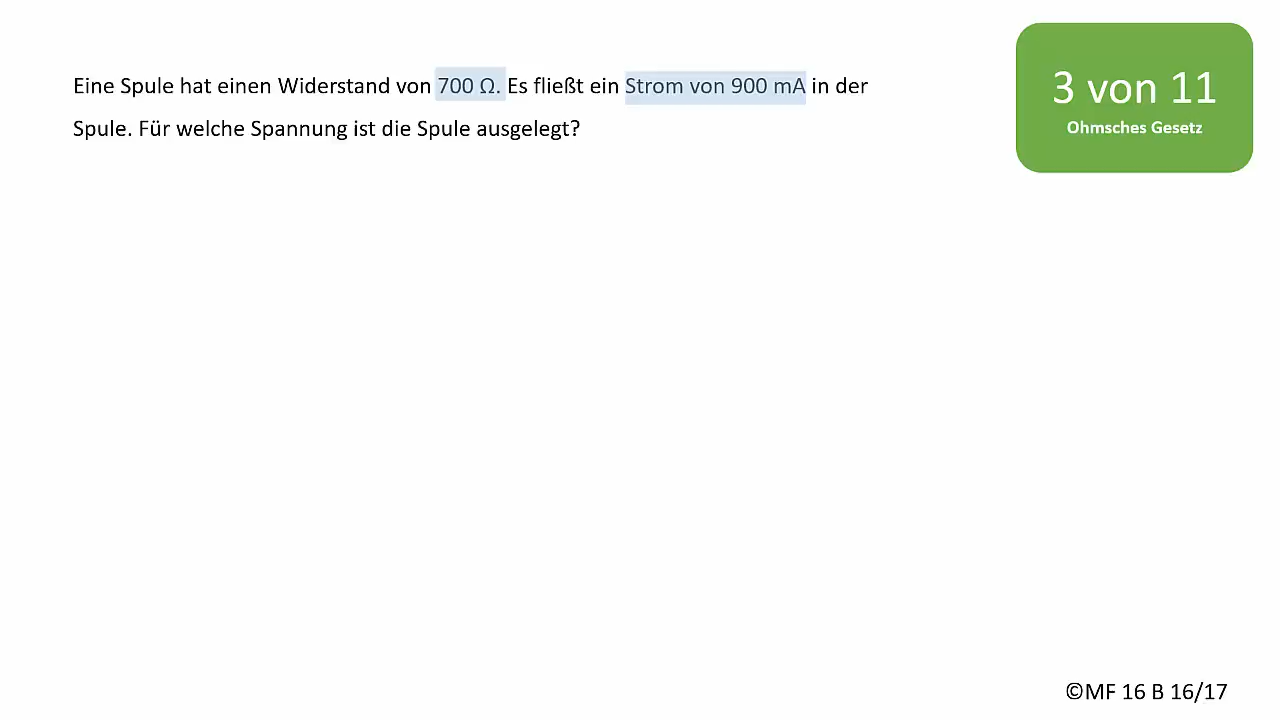 Eine Spule hat einen Widerstand von 700 Ω. Es fließt ein Strom von 900 mA in der
Spule. Für welche Spannung ist die Spule ausgelegt?
3 von 11
Ohmsches Gesetz
©MF 16 B 16/17